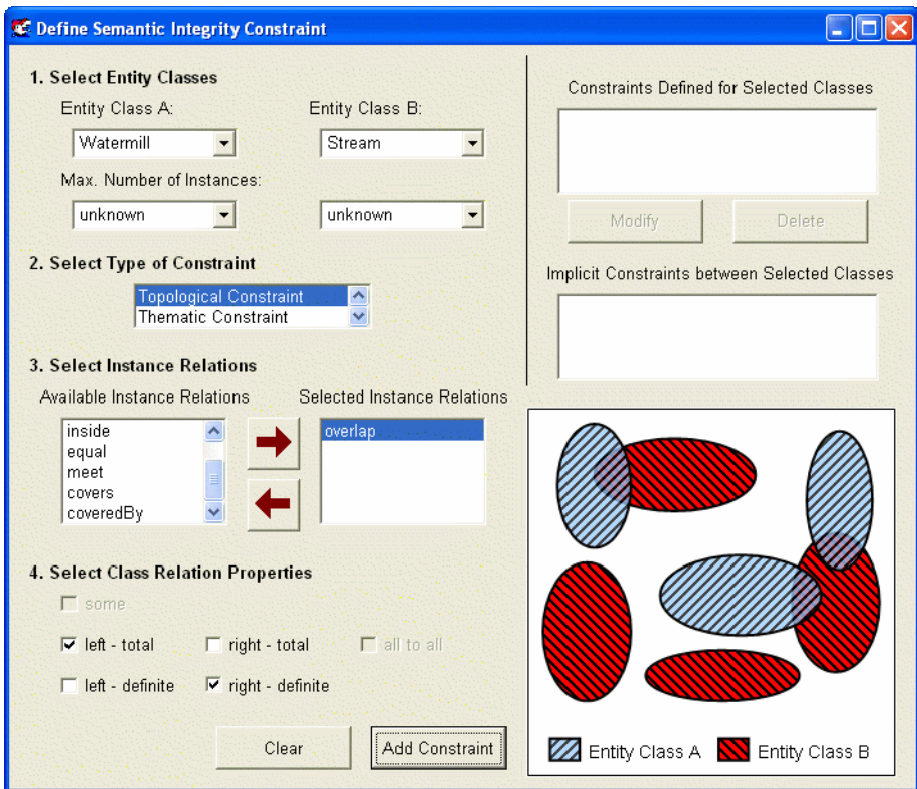 Define Semantic Integrity Constraint
1. Select Entity Classes
Entity Class A:
Entity Class B:
Watermill
Stream
Max. Number of Instances:
unknown
unknown
2. Select Type of Constraint
Topological Constraint
Thematic Constraint
3. Select Instance Relations
Available Instance Relations
Selected Instance Relations
inside
equal
meet
covers
coveredBy
overlap
4. Select Class Relation Properties
some
left - total
right - total
all to all
left - definite
right - definite
Clear
Add Constraint
Constraints Defined for Selected Classes
Modify
Delete
Implicit Constraints between Selected Classes
Entity Class A
Entity Class B